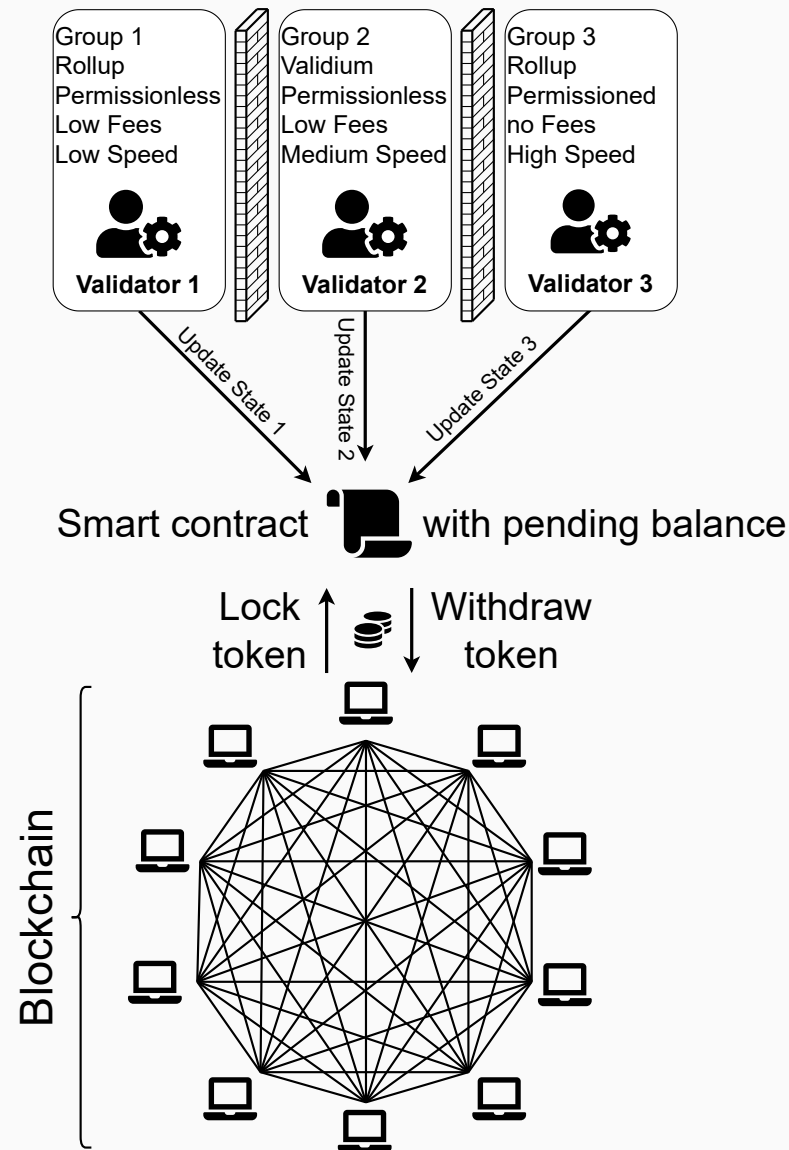 Group 1
Rollup
Permissionless
Low Fees
Low Speed
Validator 1
Group 2
Validium
Permissionless
Low Fees
Medium Speed
Validator 2
Group 3
Rollup
Permissioned
no Fees
High Speed
Validator 3
Update State 1
Update State 2
Update State 3
Smart contract
with pending balance
Lock
token
Withdraw
token
Blockchain